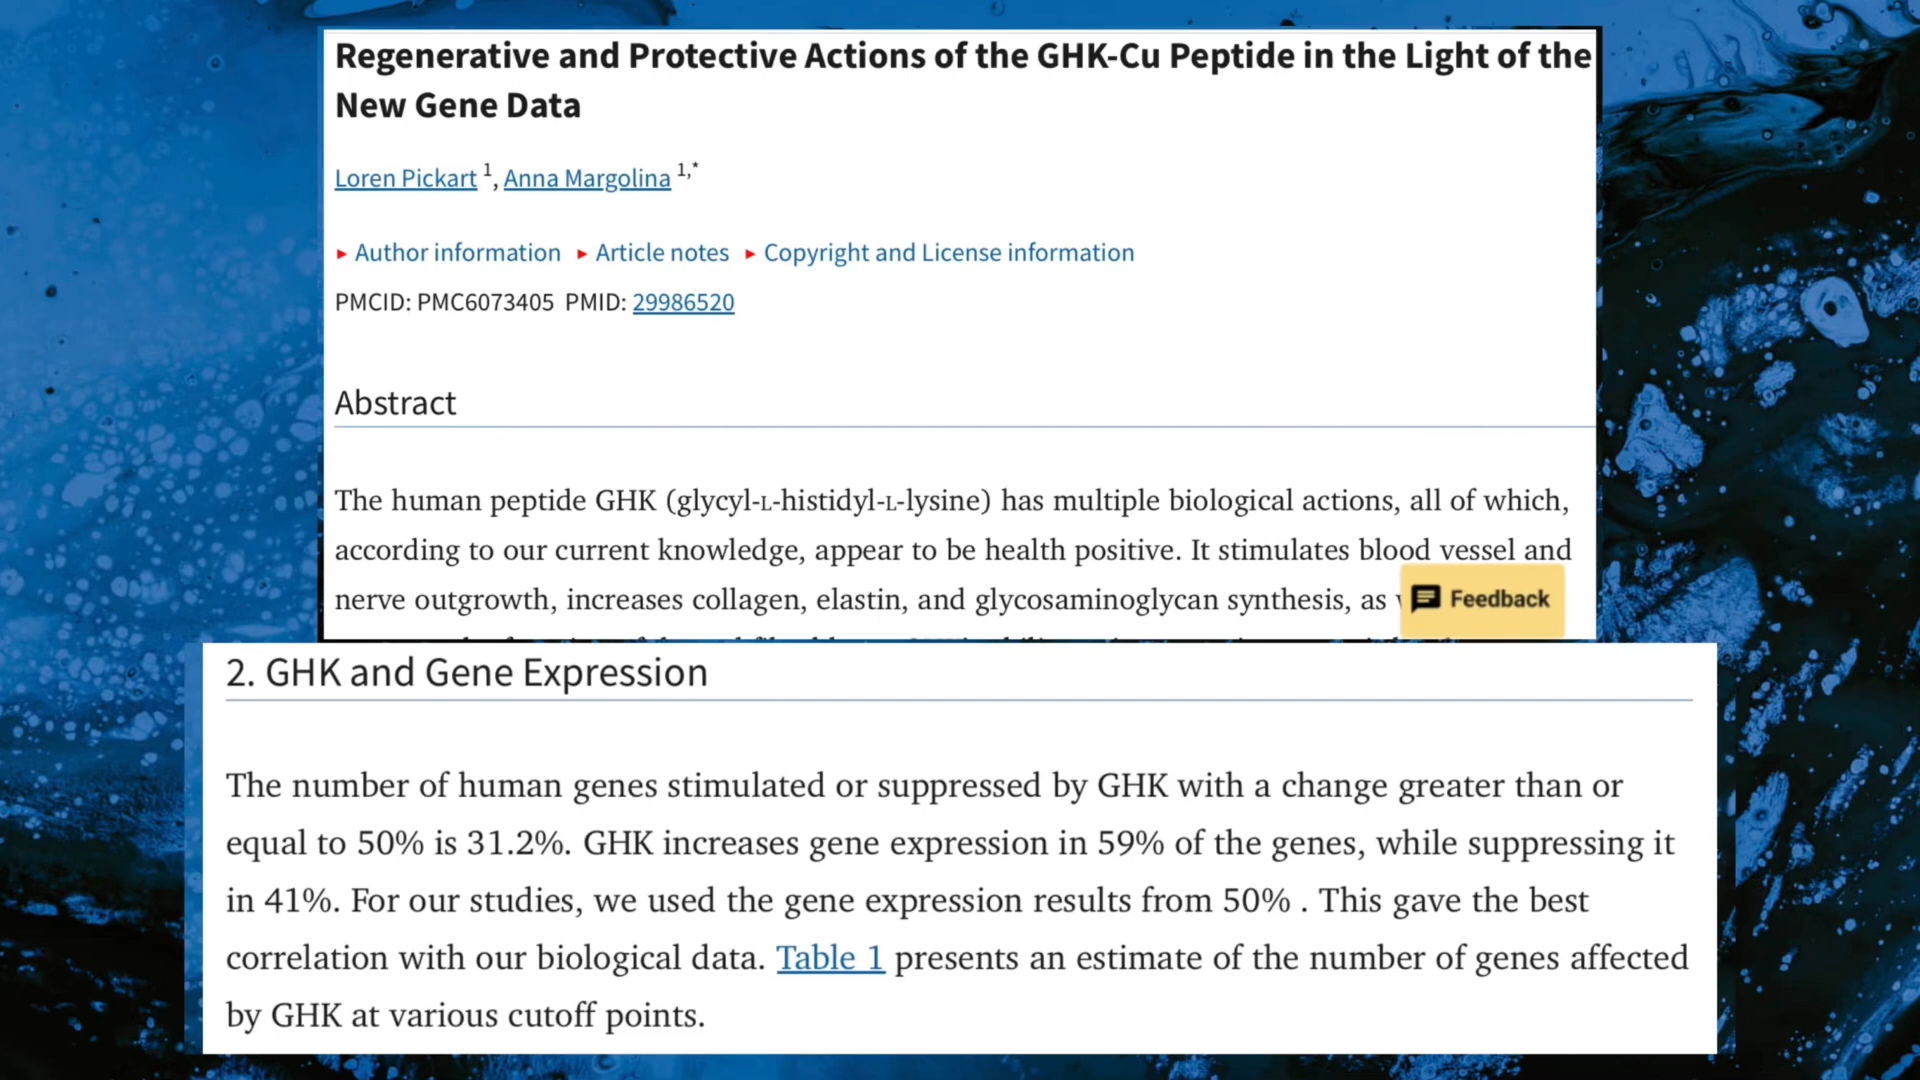 Regenerative and Protective Actions of the GHK-Cu Peptide in the Light of the
New Gene Data
Loren Pickart 1, Anna Margolina 1,*
▸ Author information ▸ Article notes ▸ Copyright and License information
PMCID: PMC6073405 PMID: 29986520
Abstract
The human peptide GHK (glycyl-L-histidyl-L-lysine) has multiple biological actions, all of which,
according to our current knowledge, appear to be health positive. It stimulates blood vessel and
nerve outgrowth, increases collagen, elastin, and glycosaminoglycan synthesis, as
Feedback
2. GHK and Gene Expression
The number of human genes stimulated or suppressed by GHK with a change greater than or
equal to 50% is 31.2%. GHK increases gene expression in 59% of the genes, while suppressing it
in 41%. For our studies, we used the gene expression results from 50% . This gave the best
correlation with our biological data. Table 1 presents an estimate of the number of genes affected
by GHK at various cutoff points.